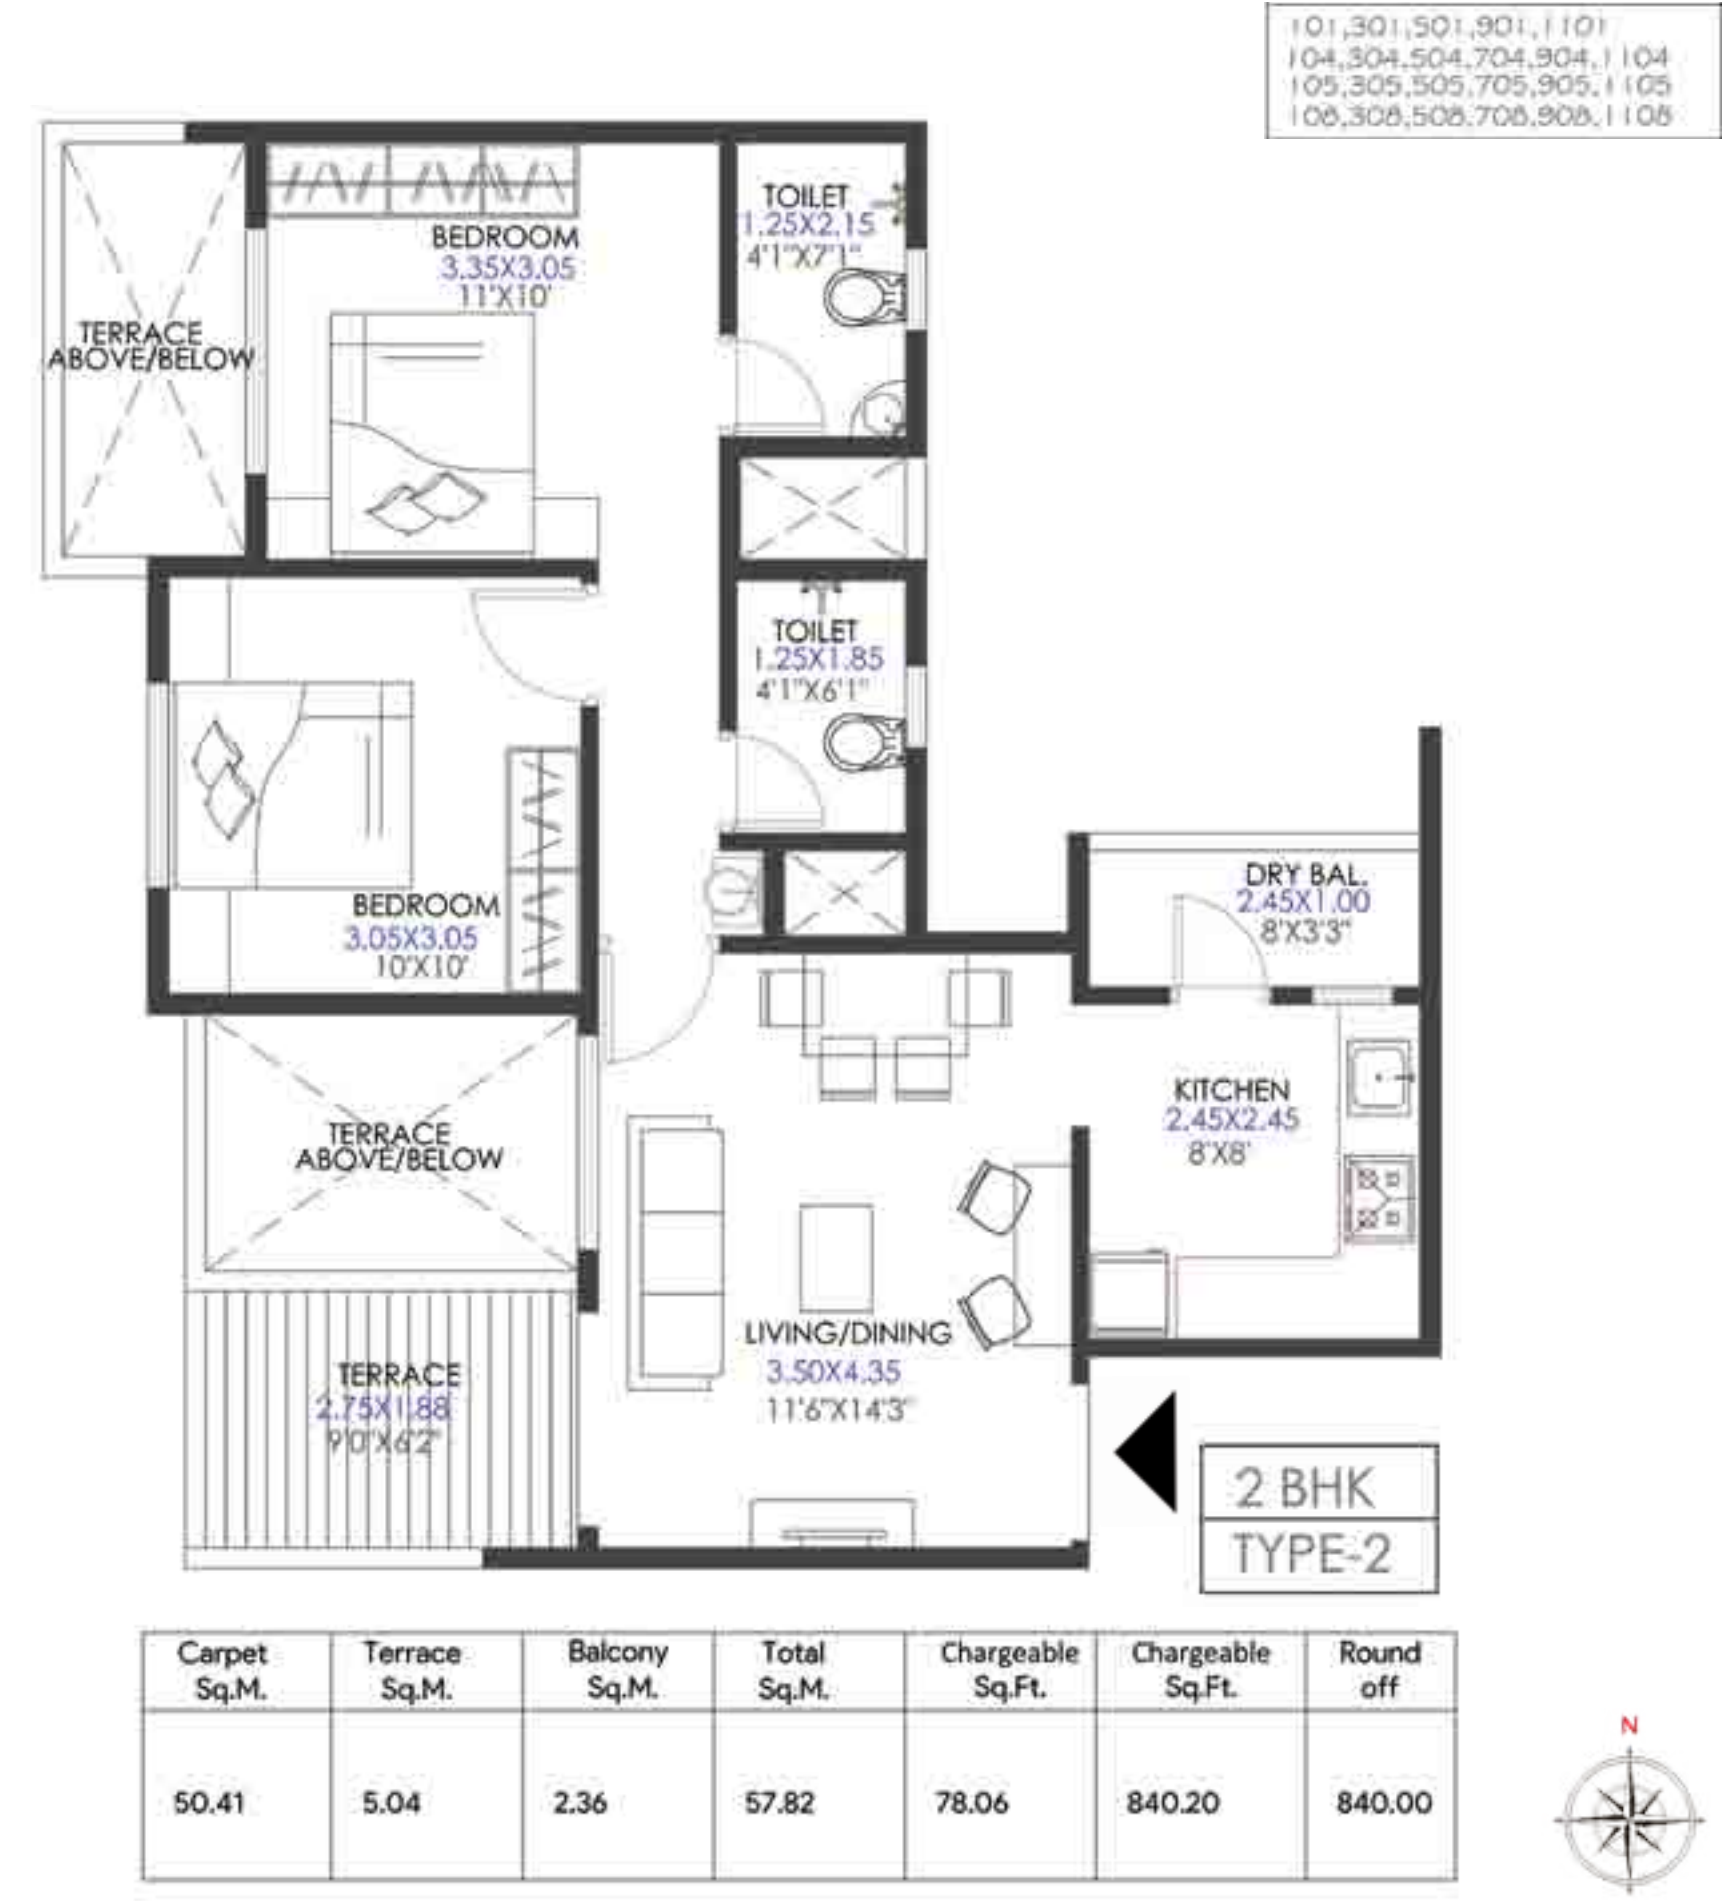 101,301,501,901,1101
104,304,504,704,904,1104
105,305,505,705,905,1105
108,308,508,708,908,1108
TOILET
1.25X2.15
4'1"X7'1"
BEDROOM
3.35X3.05
11'X10'
TERRACE
ABOVE/BELOW
TOILET
1.25X1.85
4'1"X6'1"
DRY BAL.
2.45X1.00
8'X3'3"
BEDROOM
3.05X3.05
10'X10'
KITCHEN
2.45X2.45
8'X8'
TERRACE
ABOVE/BELOW
LIVING/DINING
3.50X4.35
11'6"X14'3"
TERRACE
2.75X1.88
9'0"X6'2"
2 BHK
TYPE-2
Carpet Terrace Balcony Total Chargeable Chargeable Round
Sq.M. Sq.M. Sq.M. Sq.M. Sq.Ft. Sq.Ft. off
50.41 5.04 2.36 57.82 78.06 840.20 840.00
N